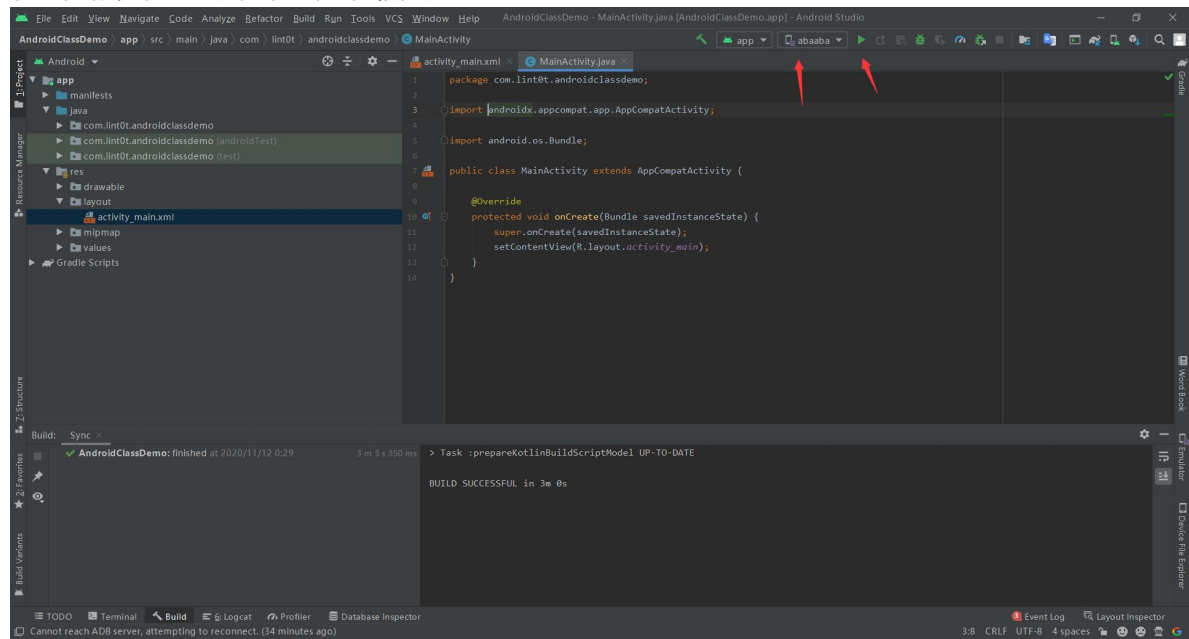 File Edit View Navigate Code Analyze Refactor Build Run Tools VCS Window Help AndroidClassDemo - MainActivity.java [AndroidClassDemo.app] - Android Studio
AndroidClassDemo app src main java com lint0t androidclassdemo MainActivity app abaaba
1: Project
Android
activity_main.xml MainActivity.java
Gradle
app
manifests
java
com.lint0t.androidclassdemo
com.lint0t.androidclassdemo (androidTest)
com.lint0t.androidclassdemo (test)
res
drawable
layout
activity_main.xml
mipmap
values
Gradle Scripts
Resource Manager
1 package com.lint0t.androidclassdemo;
2
3 import androidx.appcompat.app.AppCompatActivity;
4
5 import android.os.Bundle;
6
7 public class MainActivity extends AppCompatActivity {
8
9 @Override
10 protected void onCreate(Bundle savedInstanceState) {
11 super.onCreate(savedInstanceState);
12 setContentView(R.layout.activity_main);
13 }
14 }
Word Book
Z: Structure
Build: Sync
AndroidClassDemo: finished at 2020/11/12 0:29 3 m 3 s 350 ms
> Task :prepareKotlinBuildScriptModel UP-TO-DATE
BUILD SUCCESSFUL in 3m 0s
2: Favorites
Build Variants
Emulator
Device File Explorer
TODO Terminal Build 6: Logcat Profiler Database Inspector 3 Event Log Layout Inspector
Cannot reach ADB server, attempting to reconnect. (34 minutes ago) 3:8 CRLF UTF-8 4 spaces